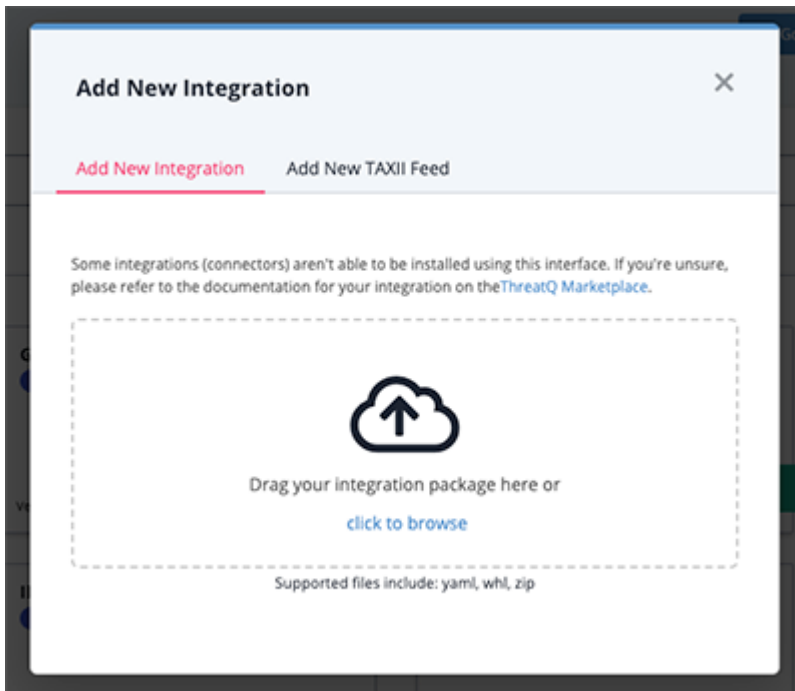 Add New Integration
Add New Integration
Add New TAXII Feed
Some integrations (connectors) aren't able to be installed using this interface. If you're unsure,
please refer to the documentation for your integration on theThreatQ Marketplace.
Drag your integration package here or
click to browse
Supported files include: yaml, whl, zip